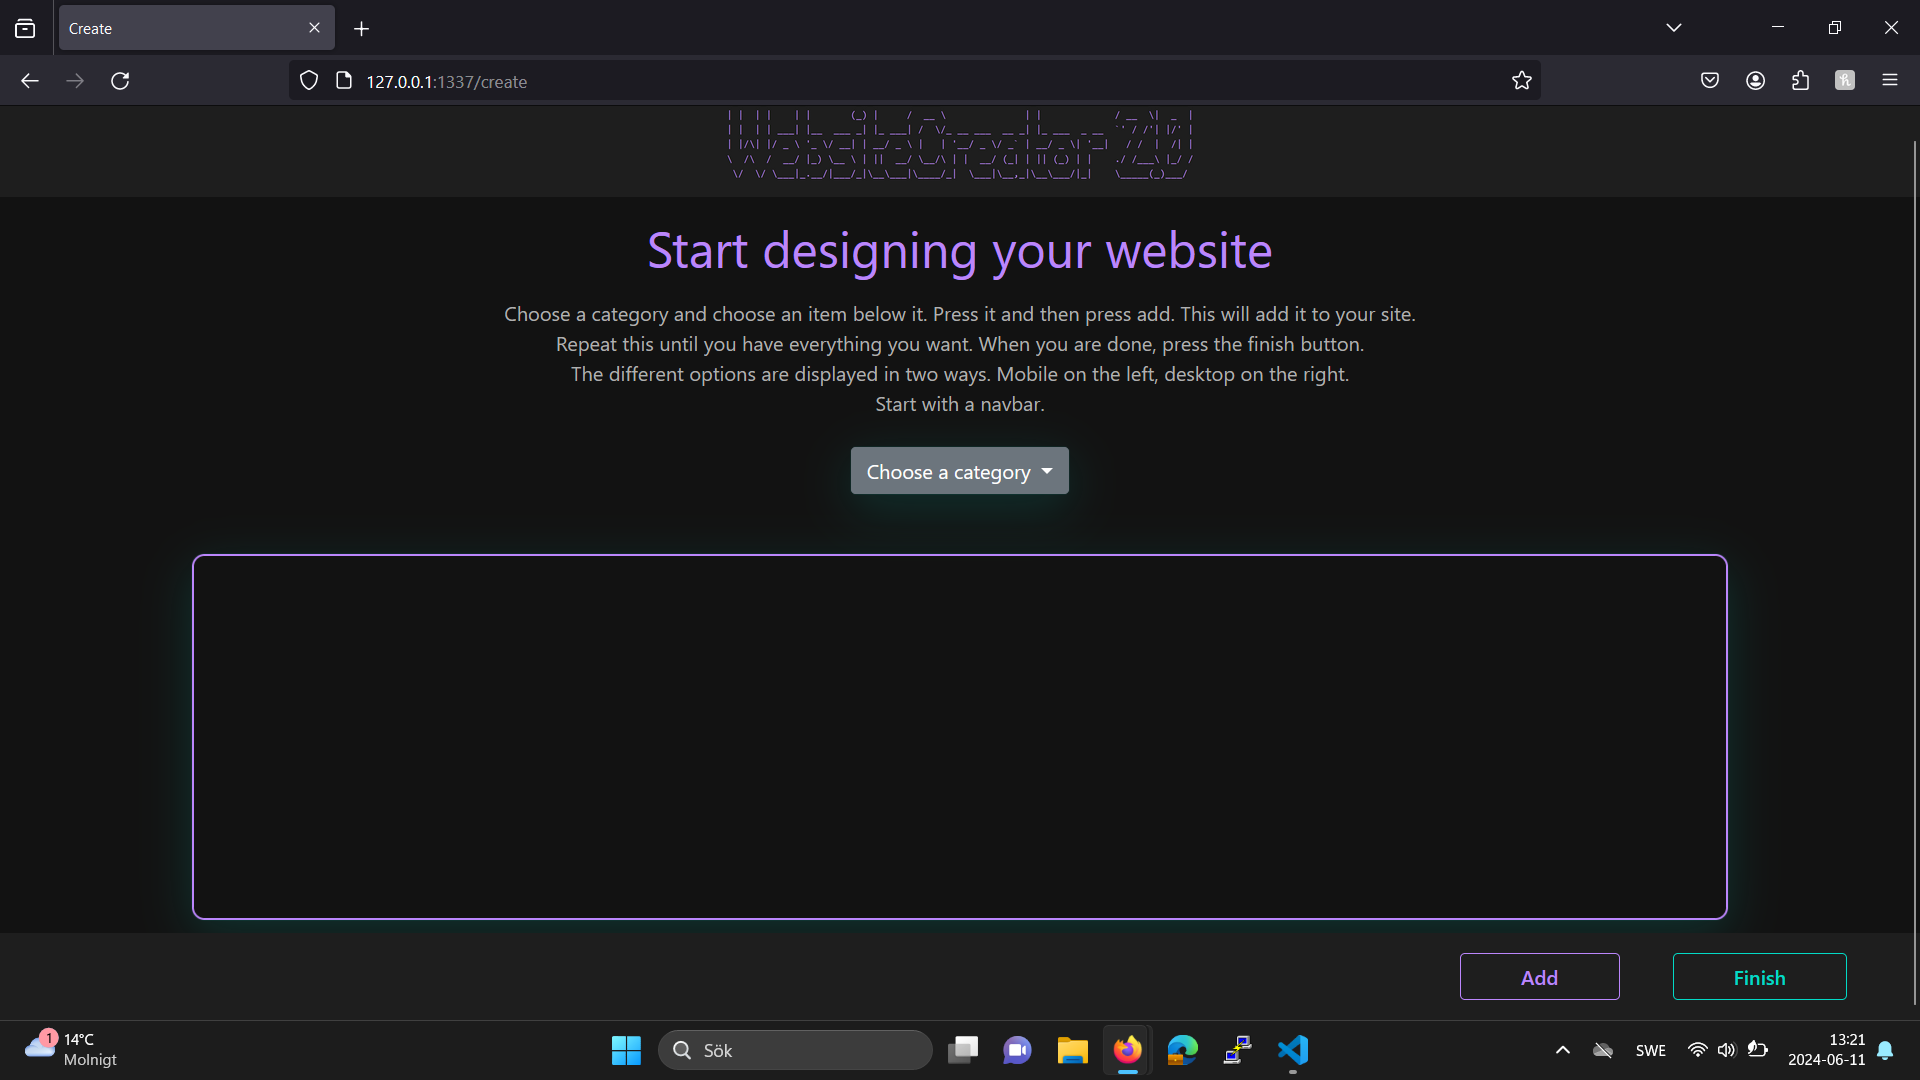 Create
127.0.0.1:1337/create
WebsiteCreator 2.0
Start designing your website
Choose a category and choose an item below it. Press it and then press add. This will add it to your site.
Repeat this until you have everything you want. When you are done, press the finish button.
The different options are displayed in two ways. Mobile on the left, desktop on the right.
Start with a navbar.
Choose a category
Add
Finish
1
14°C
Molnigt
Sök
SWE
13:21
2024-06-11